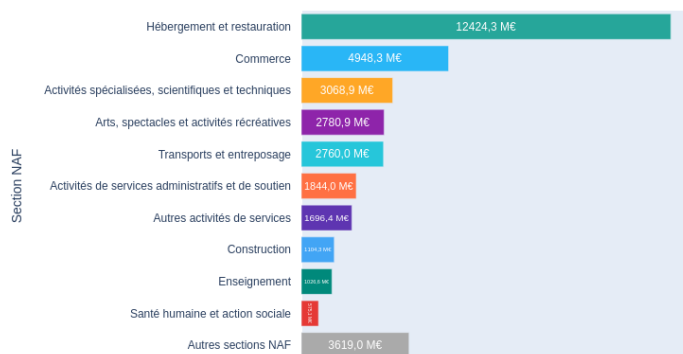 Hébergement et restauration
12424,3 M€
Commerce
4948,3 M€
Activités spécialisées, scientifiques et techniques
3068,9 M€
Arts, spectacles et activités récréatives
2780,9 M€
Transports et entreposage
2760,0 M€
Activités de services administratifs et de soutien
1844,0 M€
Autres activités de services
1696,4 M€
Construction
M€
Enseignement
M€
Santé humaine et action sociale
Autres sections NAF
3619,0 M€
Section NAF